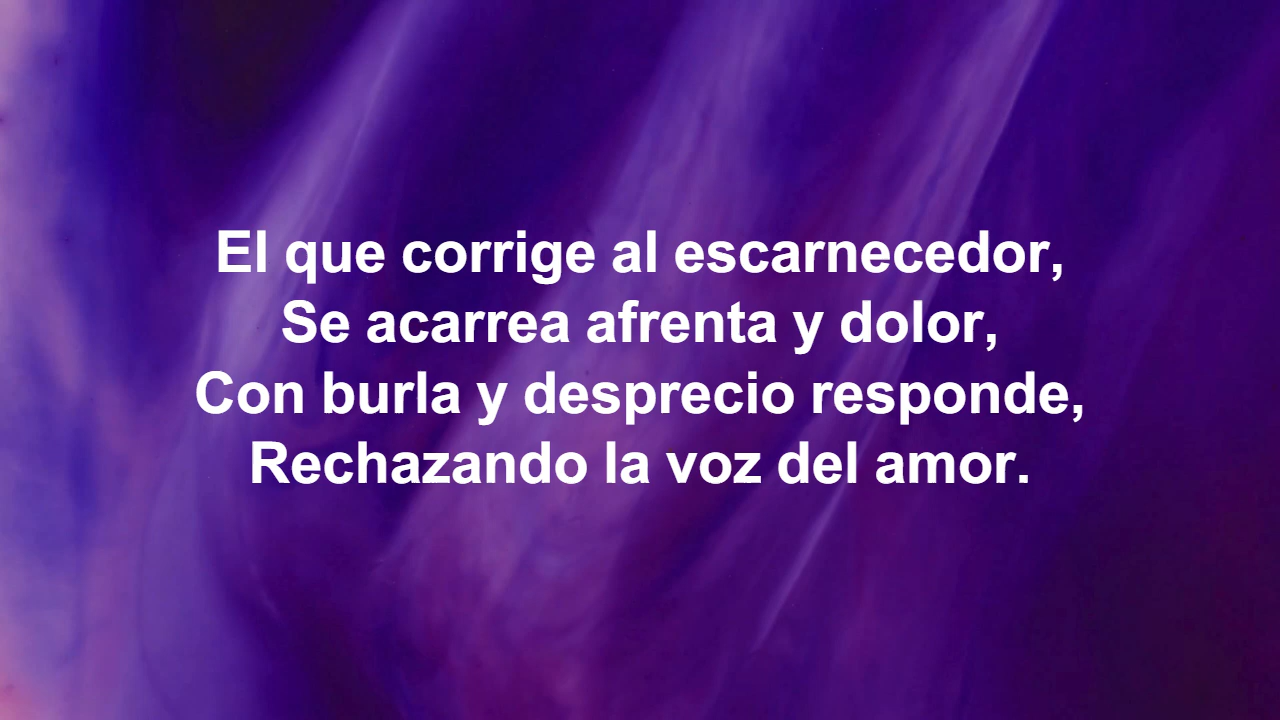 El que corrige al escarnecedor,
Se acarrea afrenta y dolor,
Con burla y desprecio responde,
Rechazando la voz del amor.